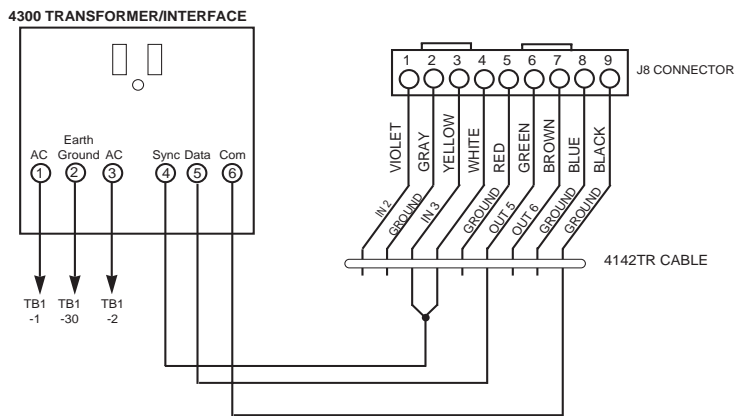 4300 TRANSFORMER/INTERFACE
AC
Earth
Ground
AC
Sync
Data
Com
1
2
3
4
5
6
TB1
-1
TB1
-30
TB1
-2
1 2 3 4 5 6 7 8 9
J8 CONNECTOR
VIOLET
GRAY
YELLOW
WHITE
RED
GREEN
BROWN
BLUE
BLACK
IN 2
GROUND
IN 3
GROUND
OUT 5
OUT 6
GROUND
GROUND
4142TR CABLE